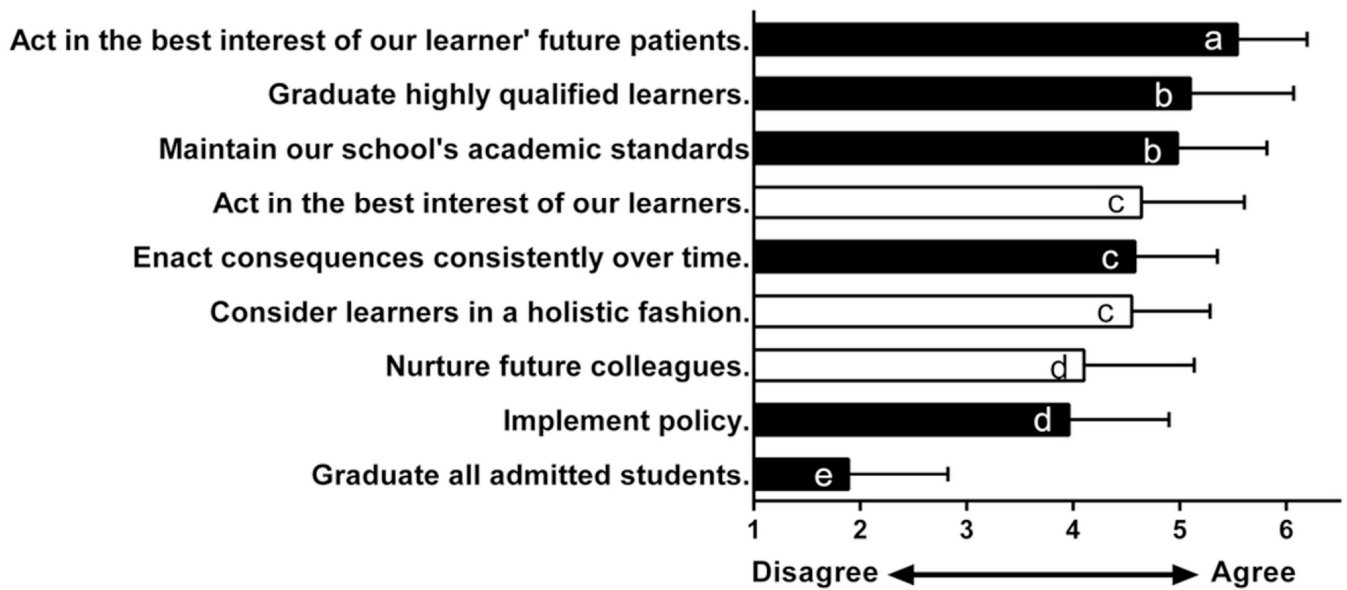 Act in the best interest of our learner' future patients. a
Graduate highly qualified learners. b
Maintain our school's academic standards b
Act in the best interest of our learners. c
Enact consequences consistently over time. c
Consider learners in a holistic fashion. c
Nurture future colleagues. d
Implement policy. d
Graduate all admitted students. e
1 2 3 4 5 6
Disagree Agree